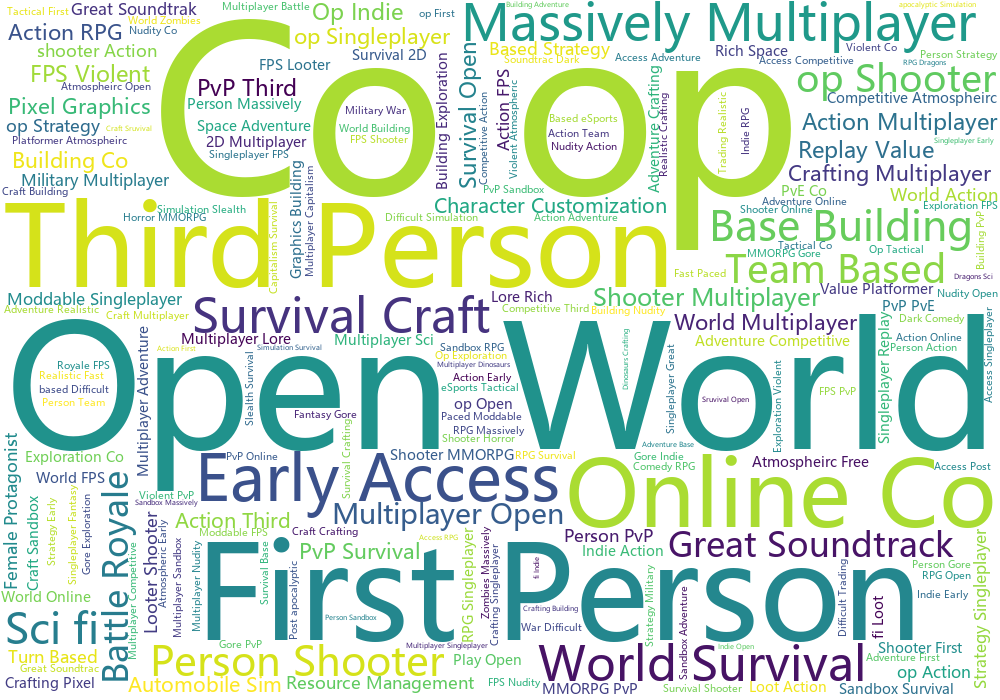 Tactical First
Great Soundtrak
Multiplayer Battle
Op Indie
op First
Building Adventure
Massively Multiplayer
apocalyptic Simulation
World Zombies
Nudity Co
Action RPG
op Singleplayer
Co op
Based Strategy
Soundtrac Dark
Rich Space
Violent Co
Person Strategy
shooter Action
FPS Looter
Survival 2D
Access Adventure
Access Competitive
RPG Dragons
FPS Violent
PvP Third
op Shooter
Atmospheirc Open
Pixel Graphics
Person Massively
Military War
Building Exploration
Survival Open
Competitive Action
Action FPS
Violent Atmospheric
Based eSports
Adventure Crafting
Realistic Crafting
Trading Realistic
Indie RPG
Competitive Atmospheirc
op Strategy
Craft Sruvival
Space Adventure
World Building
Action Team
Action Multiplayer
Platformer Atmospheirc
2D Multiplayer
FPS Shooter
Nudity Action
Replay Value
Singleplayer Early
Building Co
Singleplayer FPS
Crafting Multiplayer
Military Multiplayer
PvP Sandbox
PvE Co
World Action
Craft Building
Graphics Building
Multiplayer Capitalism
Character Customization
Adventure Online
Exploration FPS
Simulation Slealth
Horror MMORPG
Capitalism Survival
Difficult Simulation
Action Adventure
Shooter Online
Third Person
Base Building
Building PvP
Tactical Co
MMORPG Gore
Op Tactical
Fast Paced
Team Based
Dragons Sci
Moddable Singleplayer
Lore Rich
Shooter Multiplayer
Value Platformer
Nudity Open
Adventure Realistic
Craft Multiplayer
Survival Craft
Competitive Third
Building Nudity
World Multiplayer
PvP PvE
Dark Comedy
Multiplayer Adventure
Action First
Multiplayer Lore
Multiplayer Sci
Sandbox RPG
Adventure Competitive
Action Online
Person Action
Access Singleplayer
Simulation Survival
Op Exploration
Multiplayer Dinosaurs
Dinosaurs Crafting
Singleplayer Great
Singleplayer Replay
Royale FPS
Realistic Fast
based Difficult
Person Team
Slealth Survival
Action Early
eSports Tactical
FPS PvP
Open World
op Open
Sruvival Open
Exploration Violent
Fantasy Gore
Paced Moddable
RPG Massively
Shooter Horror
Adventure Base
Female Protagonist
Exploration Co
PvP Online
Survival Crafting
Shooter MMORPG
RPG Survival
Gore Indie
Comedy RPG
Atmospheirc Free
Access Post
World FPS
Early Access
Online Co
Violent PvP
Sandbox Massively
Craft Sandbox
Strategy Early
Singleplayer Fantasy
Gore Exploration
Battle Royale
Multiplayer Competitive
Looter Shooter
Atmospheric Early
Multiplayer Sandbox
Multiplayer Nudity
Action Third
Multiplayer Open
Moddable FPS
Craft Crafting
Access RPG
Person PvP
Indie Action
Great Soundtrack
Strategy Singleplayer
First Person
Survival Base
Post apocalyptic
PvP Survival
RPG Singleplayer
Zombies Massively
Crafting Singleplayer
fi Indie
Person Gore
RPG Open
World Online
Person Sandbox
Crafting Building
War Difficult
Strategy Military
Sandbox Adventure
Difficult Trading
fi Loot
Indie Early
Sci fi
Gore PvP
Multiplayer Singleplayer
Indie Open
Turn Based
Great Soundtrac
Person Shooter
Play Open
World Survival
Shooter First
Adventure First
op Action
Crafting Pixel
Automobile Sim
Resource Management
FPS Nudity
MMORPG PvP
Survival Shooter
Loot Action
Sandbox Survival